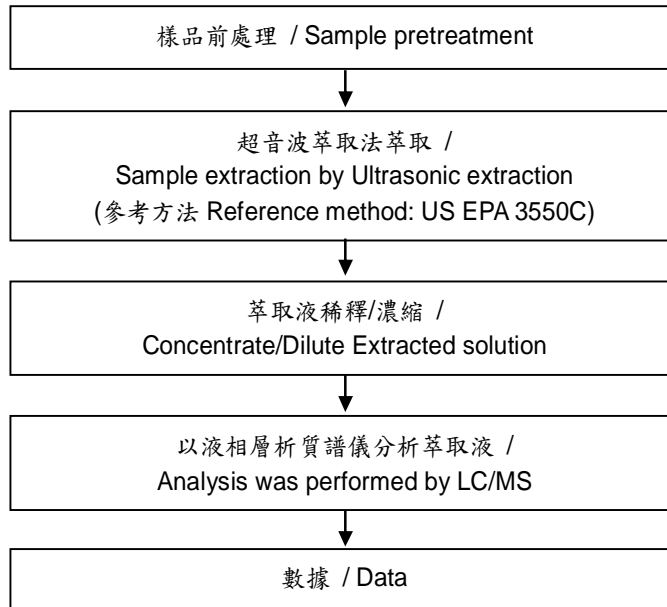 樣品前處理 / Sample pretreatment
超音波萃取法萃取 /
Sample extraction by Ultrasonic extraction
(參考方法 Reference method: US EPA 3550C)
萃取液稀釋/濃縮 /
Concentrate/Dilute Extracted solution
以液相層析質譜儀分析萃取液 /
Analysis was performed by LC/MS
數據 / Data